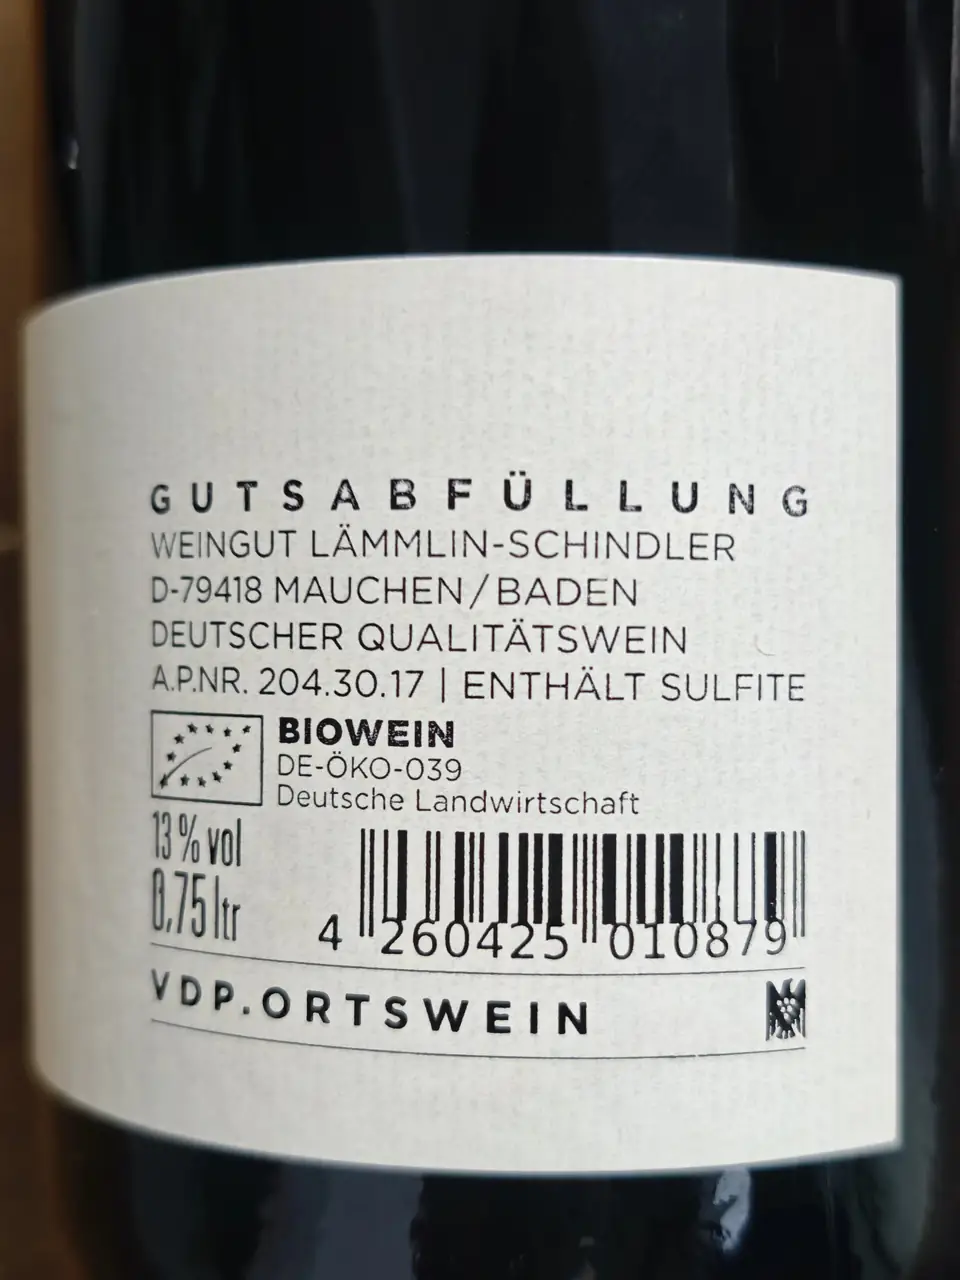 GUTSABFÜLLUNG
WEINGUT LÄMMLIN-SCHINDLER
D-79418 MAUCHEN/BADEN
DEUTSCHER QUALITÄTSWEIN
A.P.NR. 204.30.17 | ENTHÄLT SULFITE
BIOWEIN
DE-ÖKO-039
Deutsche Landwirtschaft
13% vol
0,75 ltr
4 260425 010879
VDP.ORTSWEIN